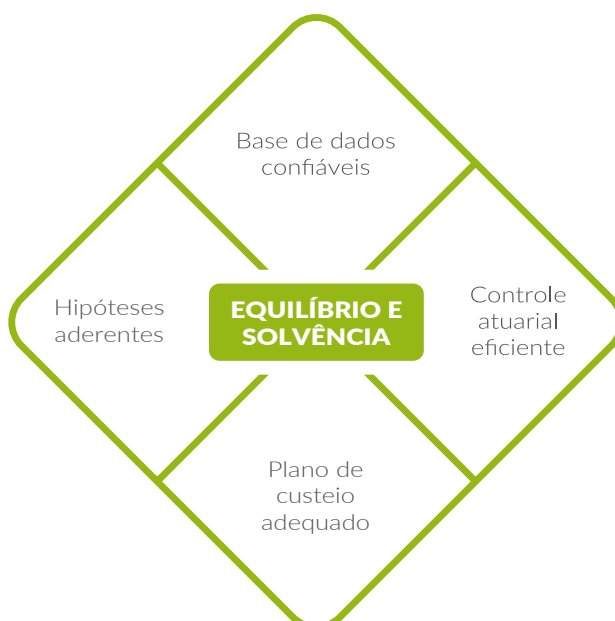 Base de dados
confiáveis
Hipóteses
aderentes
EQUILÍBRIO E
SOLVÊNCIA
Controle
atuarial
eficiente
Plano de
custeio
adequado